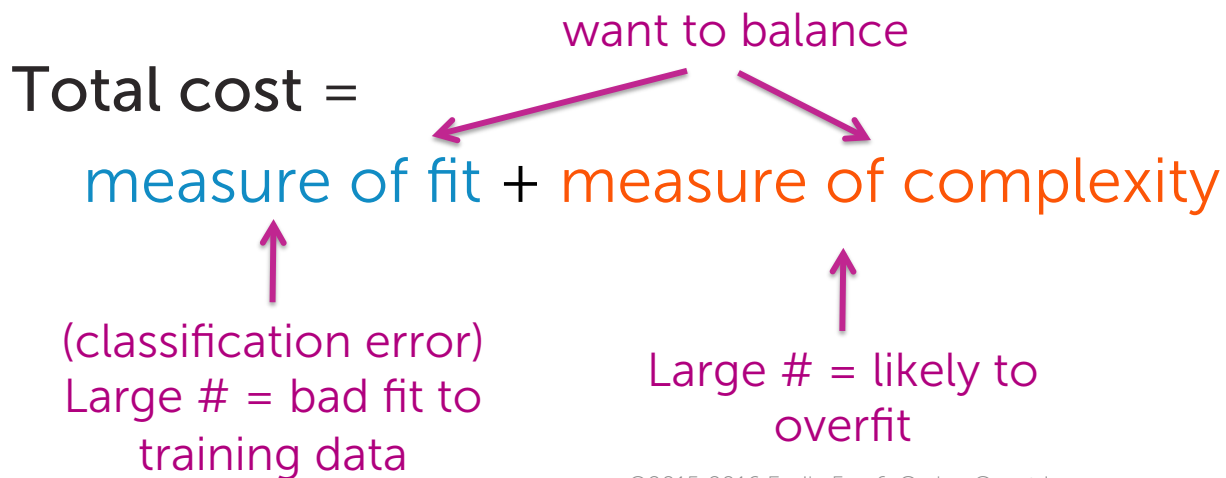 want to balance
Total cost =
measure of fit + measure of complexity
(classification error)
Large # = bad fit to
training data
Large # = likely to
overfit